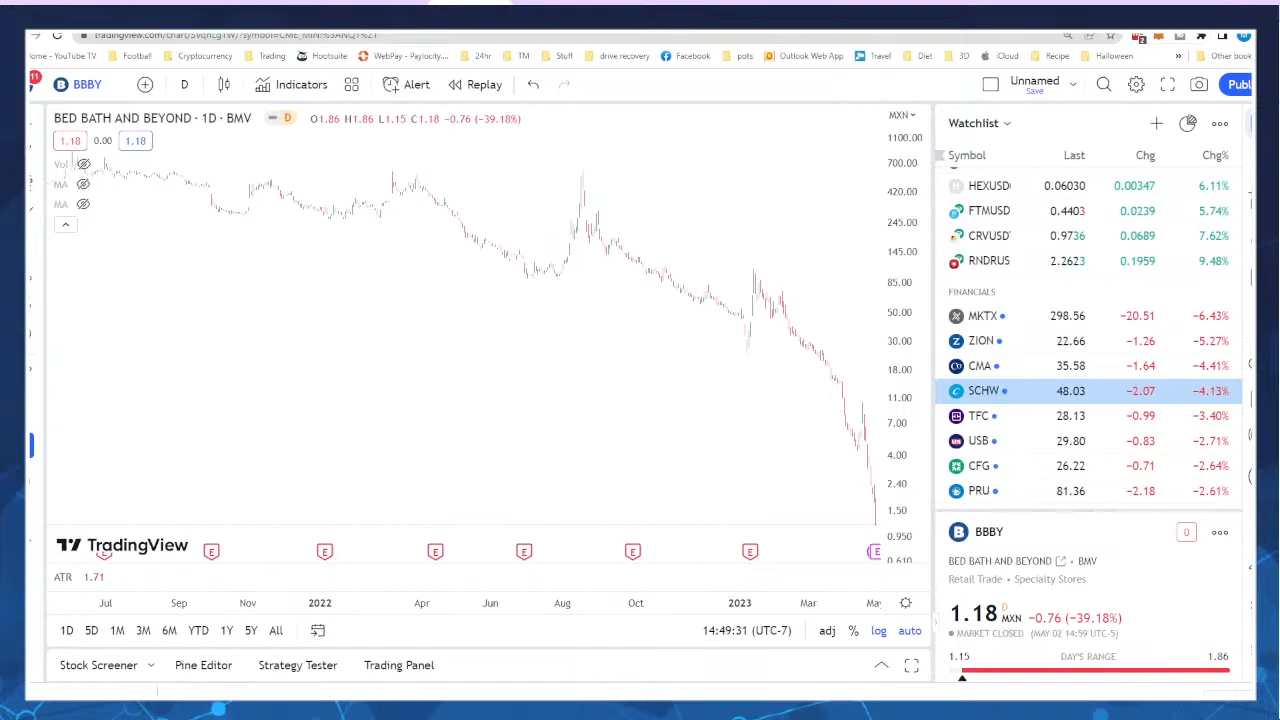 Home - YouTube TV Football Cryptocurrency Trading Hootsuite WebPay - Paylocity... 24hr TM Stuff drive recovery Facebook pots Outlook Web App Travel Diet 3D iCloud Recipe Halloween » Other book
11 BBBY D Indicators Alert Replay Unnamed Save Publ
BED BATH AND BEYOND · 1D · BMV D O1.86 H1.86 L1.15 C1.18 −0.76 (−39.18%)
1.18 0.00 1.18
Vol
MA
MA
MXN
1100.00
700.00
420.00
245.00
145.00
85.00
50.00
30.00
18.00
11.00
7.00
4.00
2.40
1.50
0.950
0.610
TradingView
E E E E E E E E
ATR 1.71
Jul Sep Nov 2022 Apr Jun Aug Oct 2023 Mar May
1D 5D 1M 3M 6M YTD 1Y 5Y All 14:49:31 (UTC-7) adj % log auto
Stock Screener Pine Editor Strategy Tester Trading Panel
Watchlist
Symbol Last Chg Chg%
HEXUSD 0.06030 0.00347 6.11%
FTMUSD 0.4403 0.0239 5.74%
CRVUSD 0.9736 0.0689 7.62%
RNDRUS 2.2623 0.1959 9.48%
FINANCIALS
MKTX 298.56 −20.51 −6.43%
ZION 22.66 −1.26 −5.27%
CMA 35.58 −1.64 −4.41%
SCHW 48.03 −2.07 −4.13%
TFC 28.13 −0.99 −3.40%
USB 29.80 −0.83 −2.71%
CFG 26.22 −0.71 −2.64%
PRU 81.36 −2.18 −2.61%
BBBY 0
BED BATH AND BEYOND • BMV
Retail Trade • Specialty Stores
1.18 D MXN −0.76 (−39.18%)
MARKET CLOSED (MAY 02 14:59 UTC-5)
1.15 DAY'S RANGE 1.86